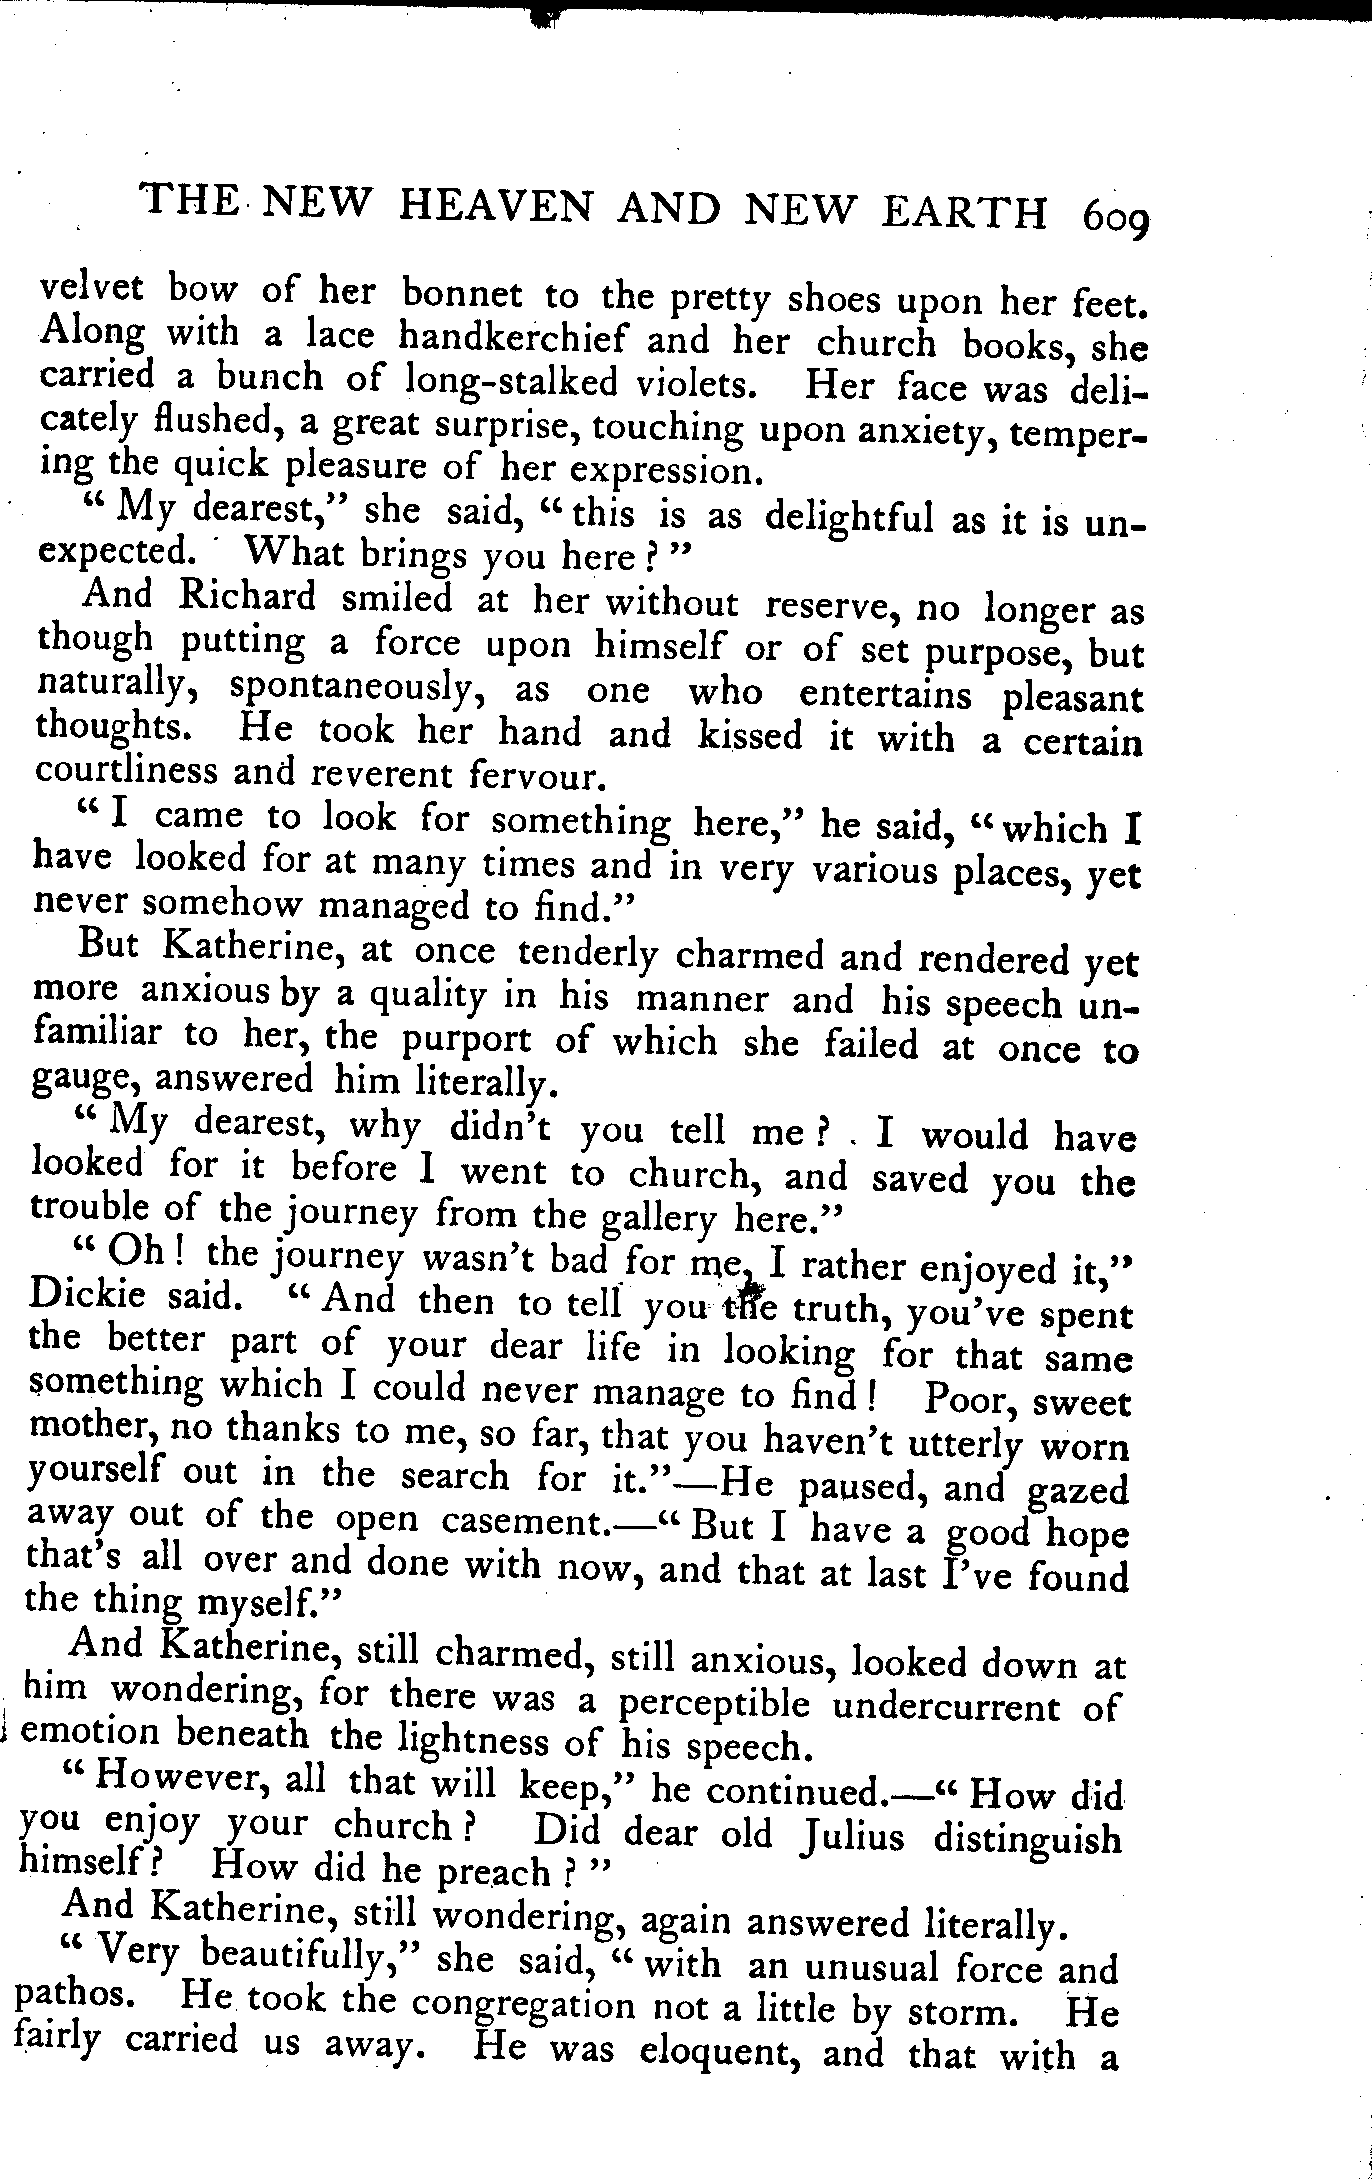 THE NEW HEAVEN AND NEW EARTH 609
velvet bow of her bonnet to the pretty shoes upon her feet.
Along with a lace handkerchief and her church books, she
carried a bunch of long-stalked violets. Her face was deli-
cately flushed, a great surprise, touching upon anxiety, temper-
ing the quick pleasure of her expression.
“ My dearest,” she said, “ this is as delightful as it is un-
expected. What brings you here ? ”
And Richard smiled at her without reserve, no longer as
though putting a force upon himself or of set purpose, but
naturally, spontaneously, as one who entertains pleasant
thoughts. He took her hand and kissed it with a certain
courtliness and reverent fervour.
“ I came to look for something here,” he said, “ which I
have looked for at many times and in very various places, yet
never somehow managed to find.”
But Katherine, at once tenderly charmed and rendered yet
more anxious by a quality in his manner and his speech un-
familiar to her, the purport of which she failed at once to
gauge, answered him literally.
“ My dearest, why didn’t you tell me ? I would have
looked for it before I went to church, and saved you the
trouble of the journey from the gallery here.”
“ Oh ! the journey wasn’t bad for me, I rather enjoyed it,”
Dickie said. “ And then to tell you the truth, you’ve spent
the better part of your dear life in looking for that same
something which I could never manage to find ! Poor, sweet
mother, no thanks to me, so far, that you haven’t utterly worn
yourself out in the search for it.”—He paused, and gazed
away out of the open casement.—“ But I have a good hope
that’s all over and done with now, and that at last I’ve found
the thing myself.”
And Katherine, still charmed, still anxious, looked down at
him wondering, for there was a perceptible undercurrent of
emotion beneath the lightness of his speech.
“ However, all that will keep,” he continued.—“ How did
you enjoy your church ? Did dear old Julius distinguish
himself ? How did he preach ? ”
And Katherine, still wondering, again answered literally.
“ Very beautifully,” she said, “ with an unusual force and
pathos. He took the congregation not a little by storm. He
fairly carried us away. He was eloquent, and that with a